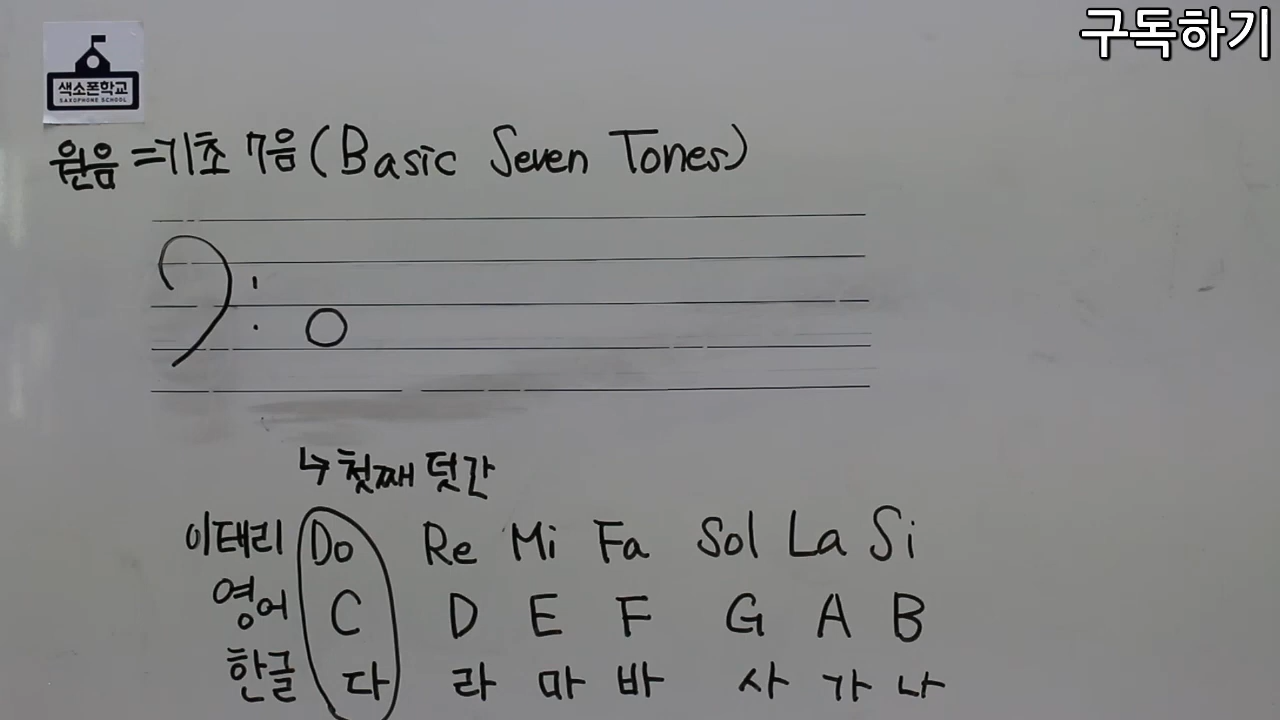 구독하기
색소폰학교
SAXOPHONE SCHOOL
원음=기초 7음(Basic Seven Tones)
↳첫째 덧간
이태리 Do Re Mi Fa Sol La Si
영어 C D E F G A B
한글 다 라 마 바 사 가 나